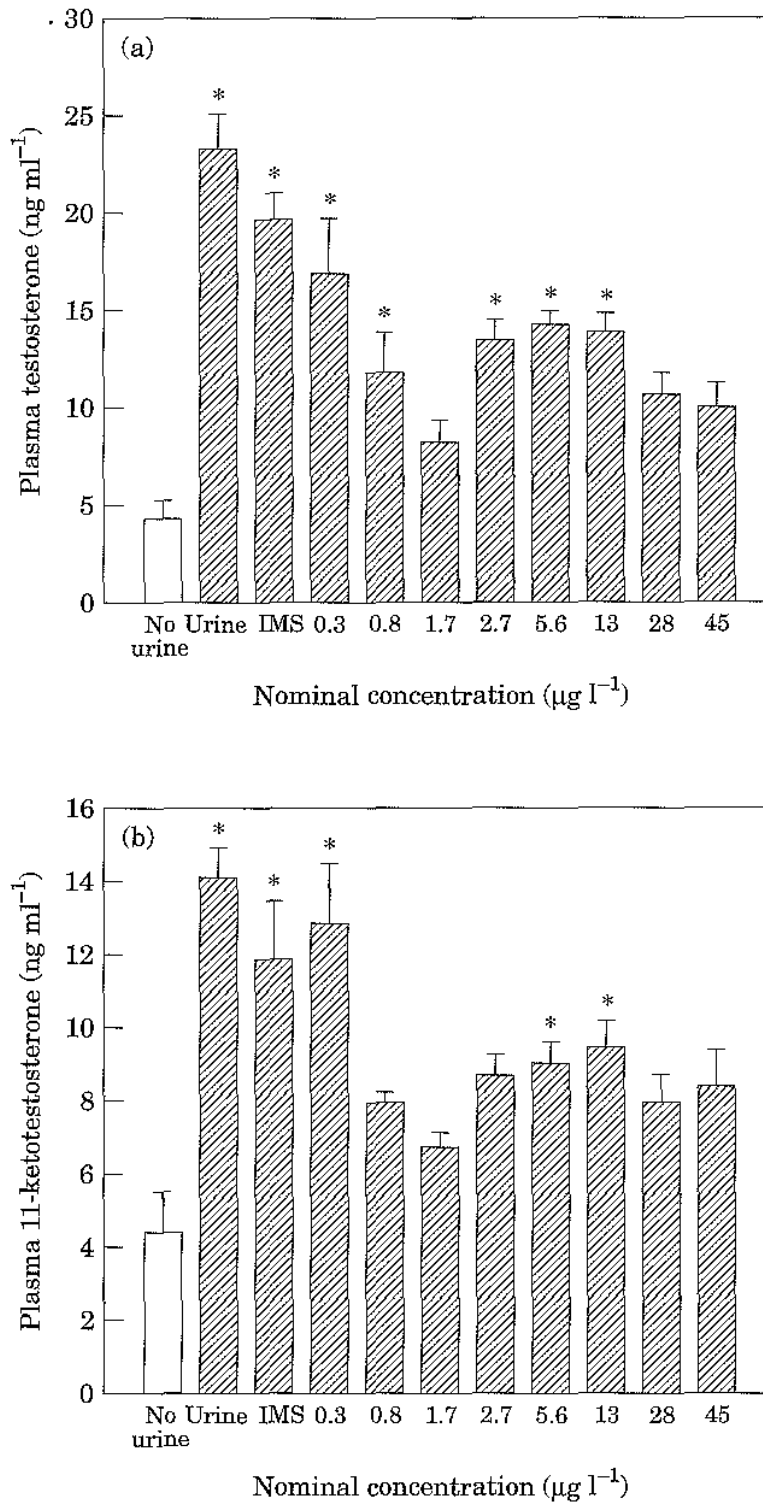 (a)
Plasma testosterone (ng ml⁻¹)
30
25
20
15
10
5
0
* * * * * * *
No urine Urine IMS 0.3 0.8 1.7 2.7 5.6 13 28 45
Nominal concentration (μg l⁻¹)
(b)
Plasma 11-ketotestosterone (ng ml⁻¹)
16
14
12
10
8
6
4
2
0
* * * * *
No urine Urine IMS 0.3 0.8 1.7 2.7 5.6 13 28 45
Nominal concentration (μg l⁻¹)